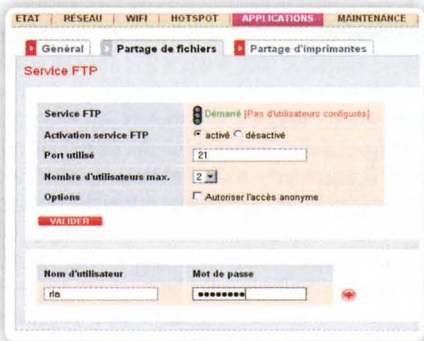 ETAT | RÉSEAU | WIFI | HOTSPOT | APPLICATIONS | MAINTENANCE
Général Partage de fichiers Partage d'imprimantes
Service FTP
Service FTP Démarré [Pas d'utilisateurs configurés]
Activation service FTP activé désactivé
Port utilisé 21
Nombre d'utilisateurs max. 2
Options Autoriser l'accès anonyme
VALIDER
Nom d'utilisateur Mot de passe
rla ••••••••